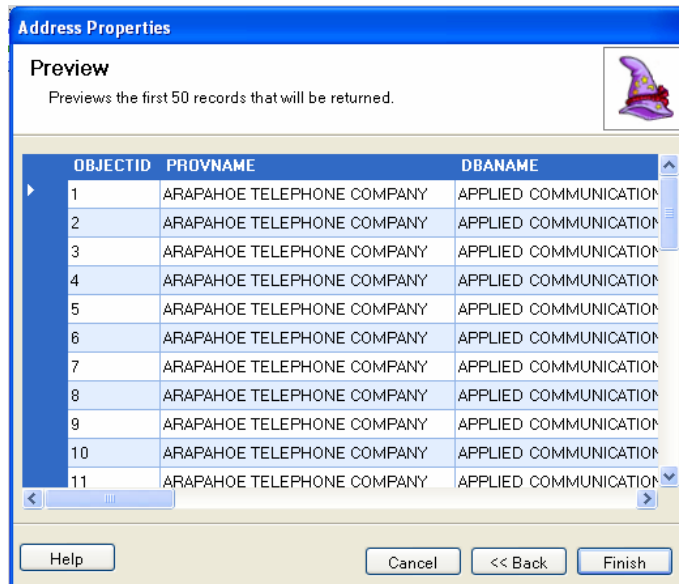 Address Properties
Preview
Previews the first 50 records that will be returned.
OBJECTID PROVNAME DBANAME
1 ARAPAHOE TELEPHONE COMPANY APPLIED COMMUNICATION
2 ARAPAHOE TELEPHONE COMPANY APPLIED COMMUNICATION
3 ARAPAHOE TELEPHONE COMPANY APPLIED COMMUNICATION
4 ARAPAHOE TELEPHONE COMPANY APPLIED COMMUNICATION
5 ARAPAHOE TELEPHONE COMPANY APPLIED COMMUNICATION
6 ARAPAHOE TELEPHONE COMPANY APPLIED COMMUNICATION
7 ARAPAHOE TELEPHONE COMPANY APPLIED COMMUNICATION
8 ARAPAHOE TELEPHONE COMPANY APPLIED COMMUNICATION
9 ARAPAHOE TELEPHONE COMPANY APPLIED COMMUNICATION
10 ARAPAHOE TELEPHONE COMPANY APPLIED COMMUNICATION
11 ARAPAHOE TELEPHONE COMPANY APPLIED COMMUNICATION
Help Cancel << Back Finish